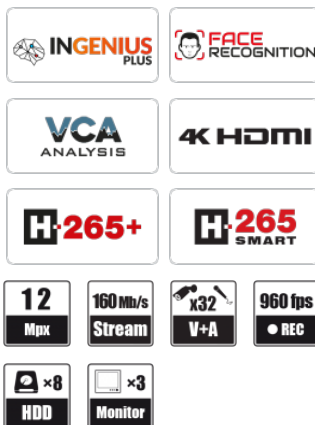 INGENIUS
PLUS
FACE
RECOGNITION
VCA
ANALYSIS
4K HDMI
H.265+
H.265
SMART
12
Mpx
160 Mb/s
Stream
x32
V+A
960 fps
REC
×8
HDD
×3
Monitor